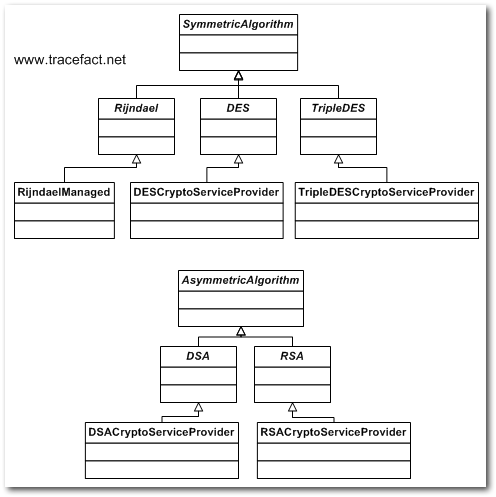 SymmetricAlgorithm
www.tracefact.net
Rijndael
DES
TripleDES
RijndaelManaged
DESCryptoServiceProvider
TripleDESCryptoServiceProvider
AsymmetricAlgorithm
DSA
RSA
DSACryptoServiceProvider
RSACryptoServiceProvider